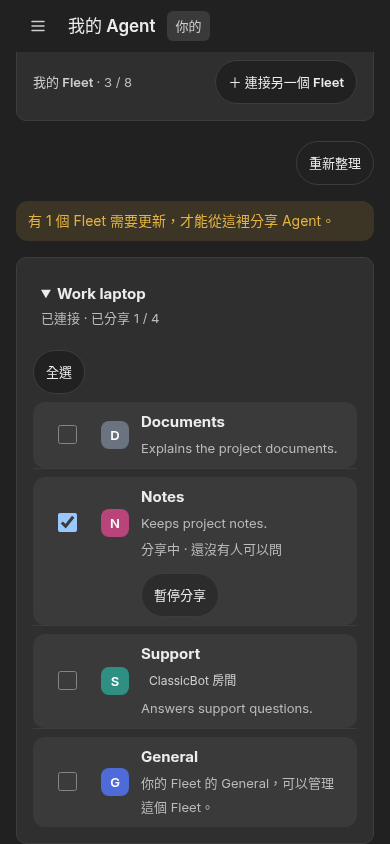 我的 Agent 你的
我的 Fleet · 3 / 8
＋ 連接另一個 Fleet
重新整理
有 1 個 Fleet 需要更新，才能從這裡分享 Agent。
▼ Work laptop
已連接 · 已分享 1 / 4
全選
D
Documents
Explains the project documents.
N
Notes
Keeps project notes.
分享中 · 還沒有人可以問
暫停分享
S
Support
ClassicBot 房間
Answers support questions.
G
General
你的 Fleet 的 General，可以管理
這個 Fleet。